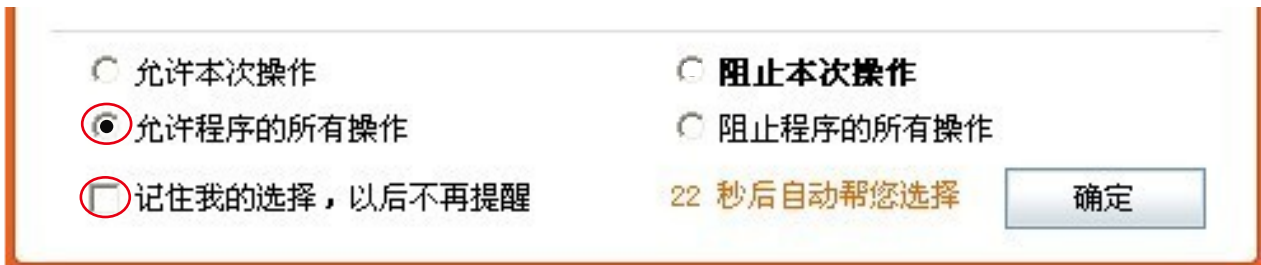 允许本次操作 阻止本次操作
允许程序的所有操作 阻止程序的所有操作
记住我的选择，以后不再提醒 22 秒后自动帮您选择 确定